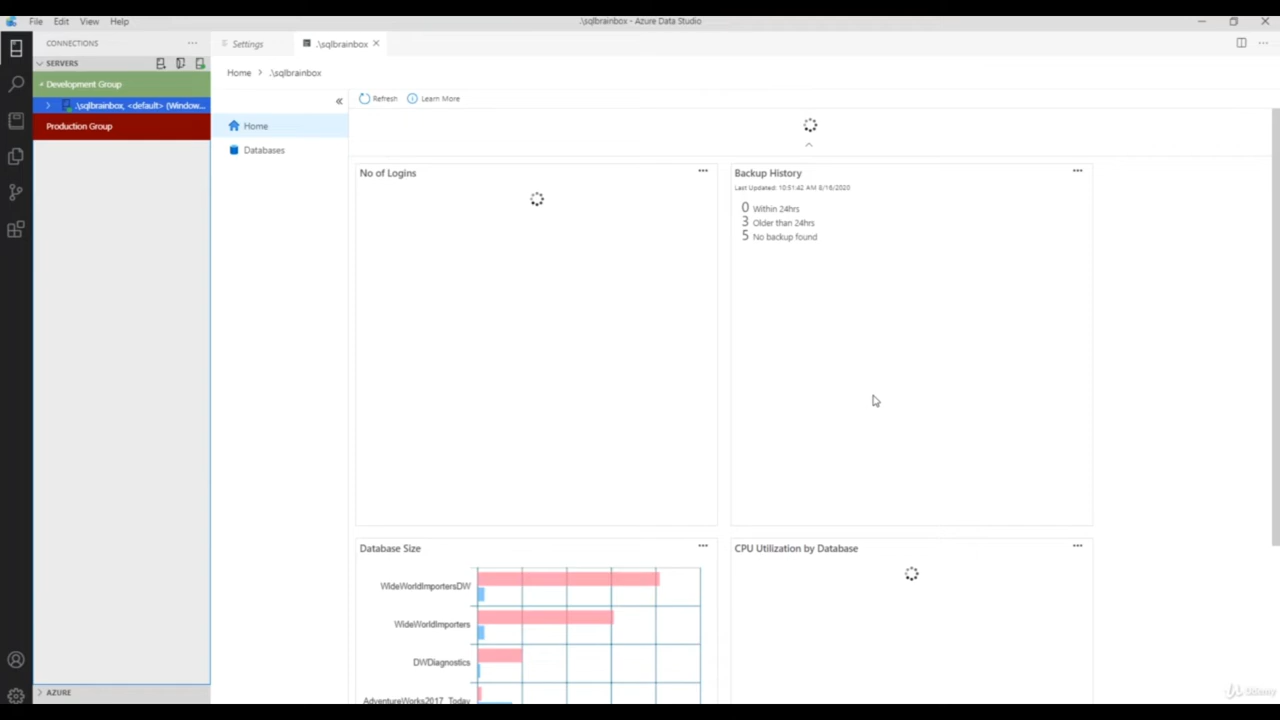 File Edit View Help
.\sqlbrainbox - Azure Data Studio
CONNECTIONS
Settings
.\sqlbrainbox
SERVERS
Home > .\sqlbrainbox
Development Group
.\sqlbrainbox, <default> (Window...
Refresh
Learn More
Production Group
Home
Databases
No of Logins
Backup History
Last Updated: 10:51:42 AM 8/16/2020
0 Within 24hrs
3 Older than 24hrs
5 No backup found
Database Size
CPU Utilization by Database
WideWorldImportersDW
WideWorldImporters
DWDiagnostics
AdventureWorks2017_Today
AZURE
Udemy